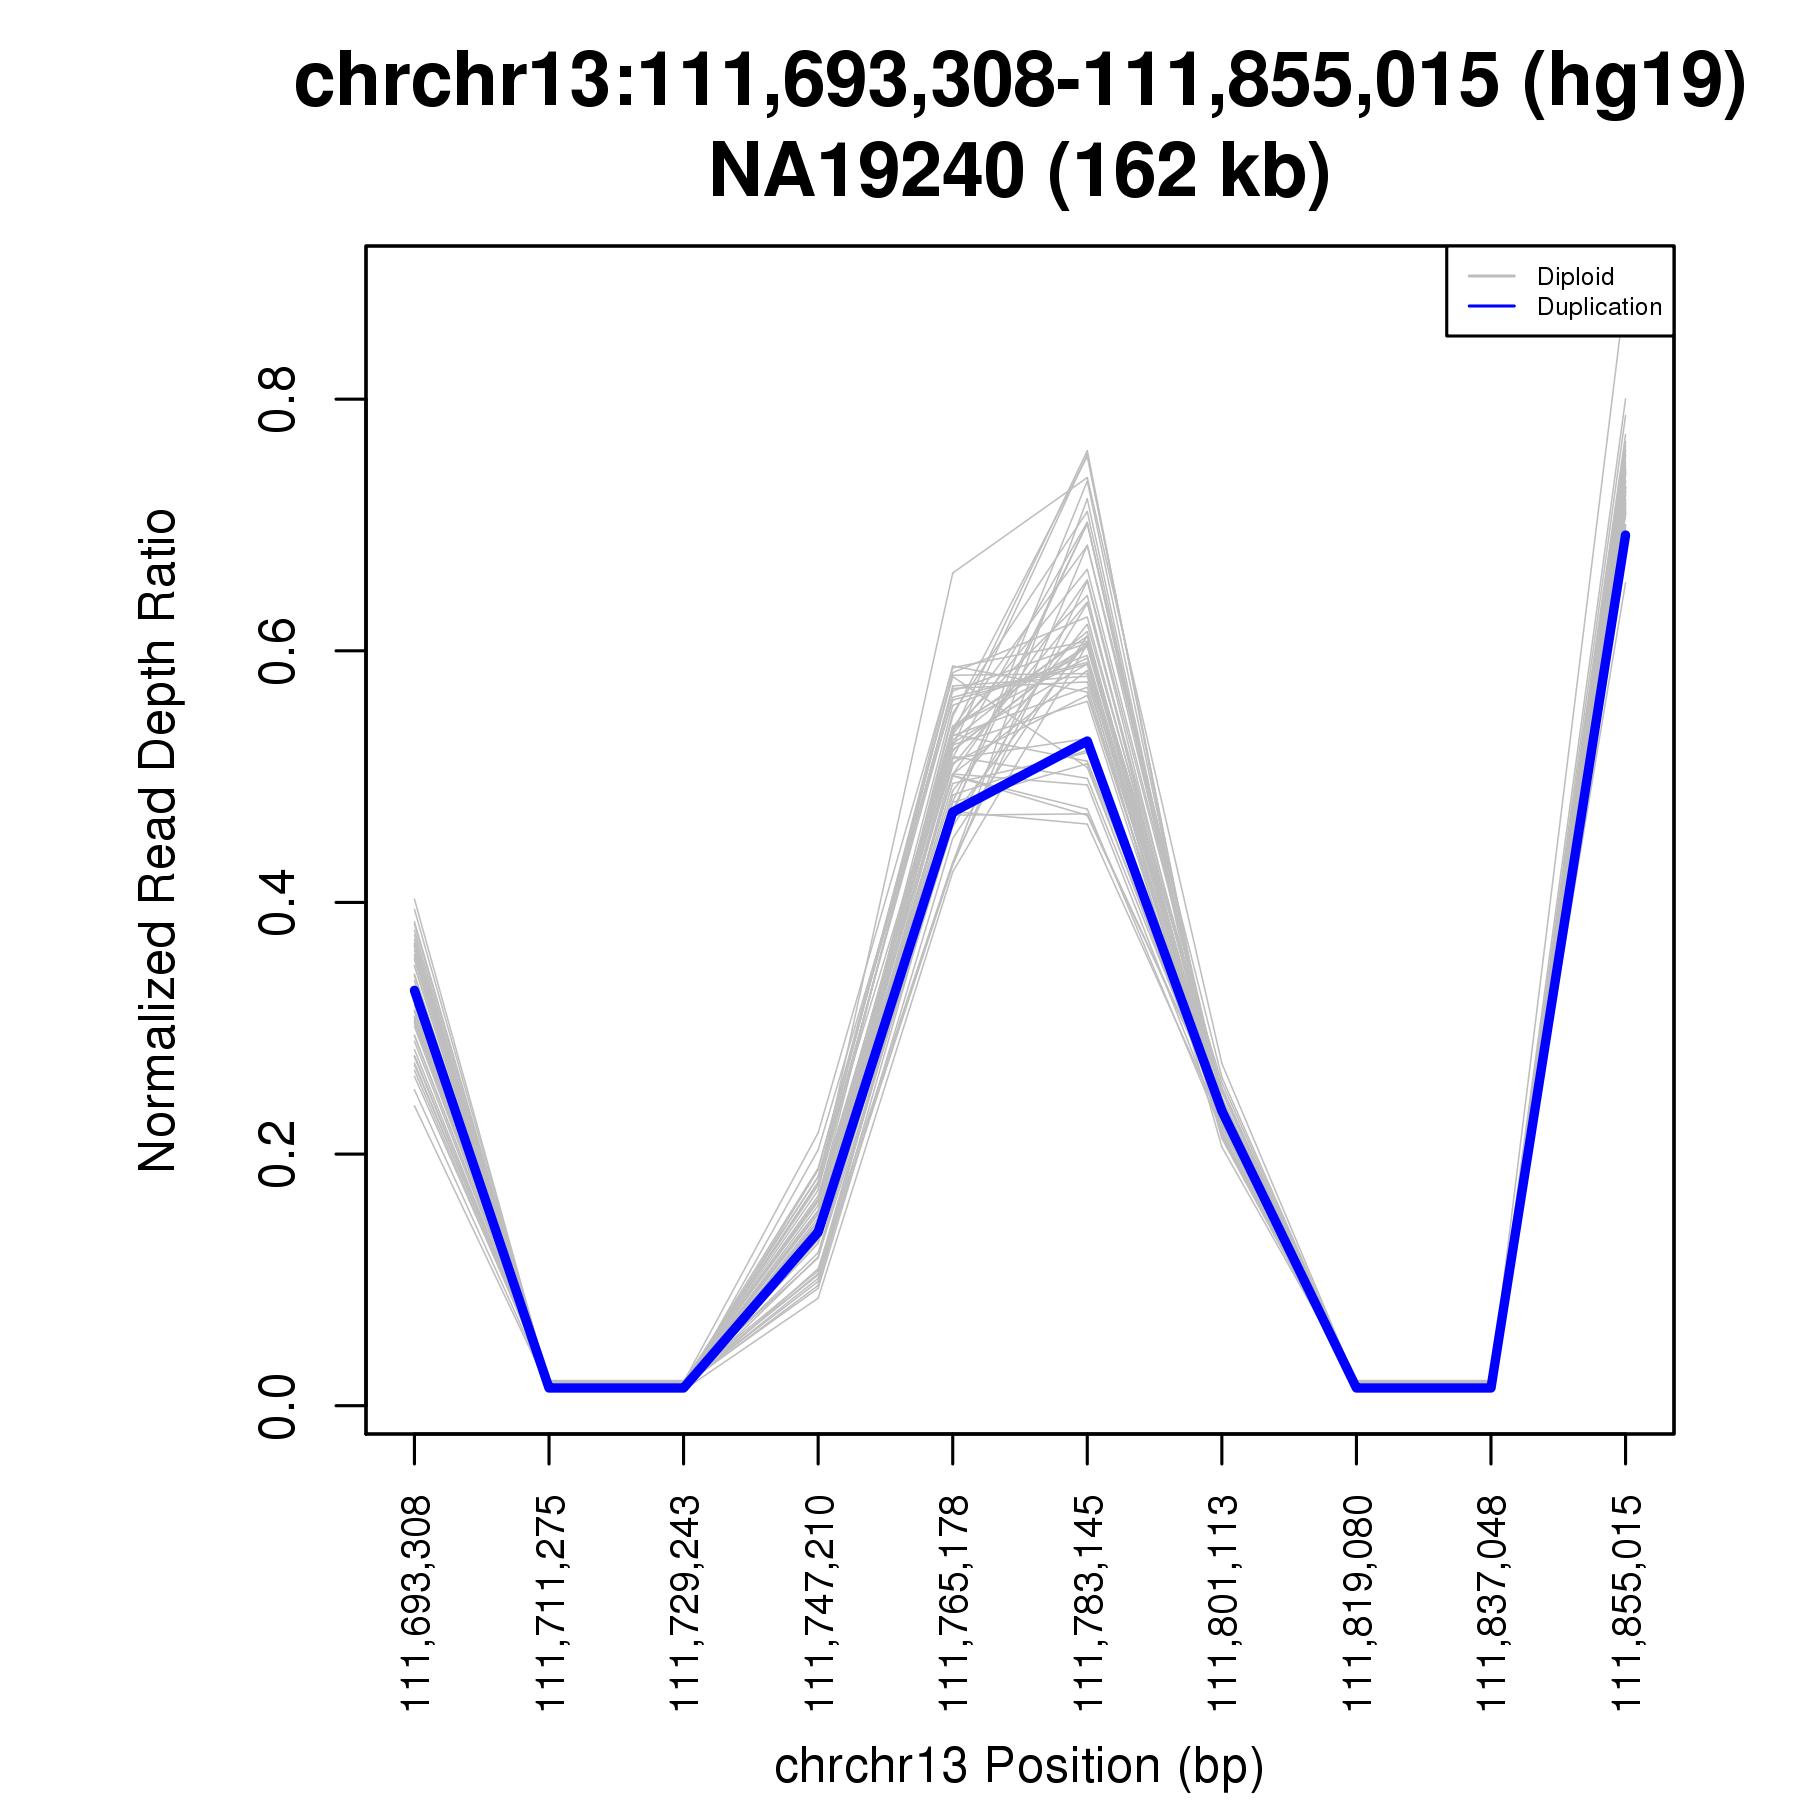 chrchr13:111,693,308-111,855,015 (hg19)
NA19240 (162 kb)
Diploid
Duplication
Normalized Read Depth Ratio
0.8
0.6
0.4
0.2
0.0
111,693,308
111,711,275
111,729,243
111,747,210
111,765,178
111,783,145
111,801,113
111,819,080
111,837,048
111,855,015
chrchr13 Position (bp)